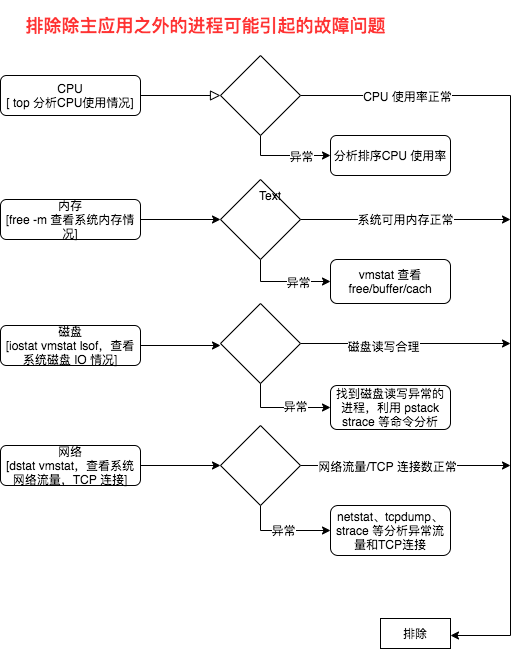 排除除主应用之外的进程可能引起的故障问题
CPU
[ top 分析CPU使用情况]
CPU 使用率正常
异常
分析排序CPU 使用率
内存
[free -m 查看系统内存情
况]
Text
系统可用内存正常
异常
vmstat 查看
free/buffer/cach
磁盘
[iostat vmstat lsof，查看
系统磁盘 IO 情况]
磁盘读写合理
异常
找到磁盘读写异常的
进程，利用 pstack
strace 等命令分析
网络
[dstat vmstat，查看系统
网络流量，TCP 连接]
网络流量/TCP 连接数正常
异常
netstat、tcpdump、
strace 等分析异常流
量和TCP连接
排除